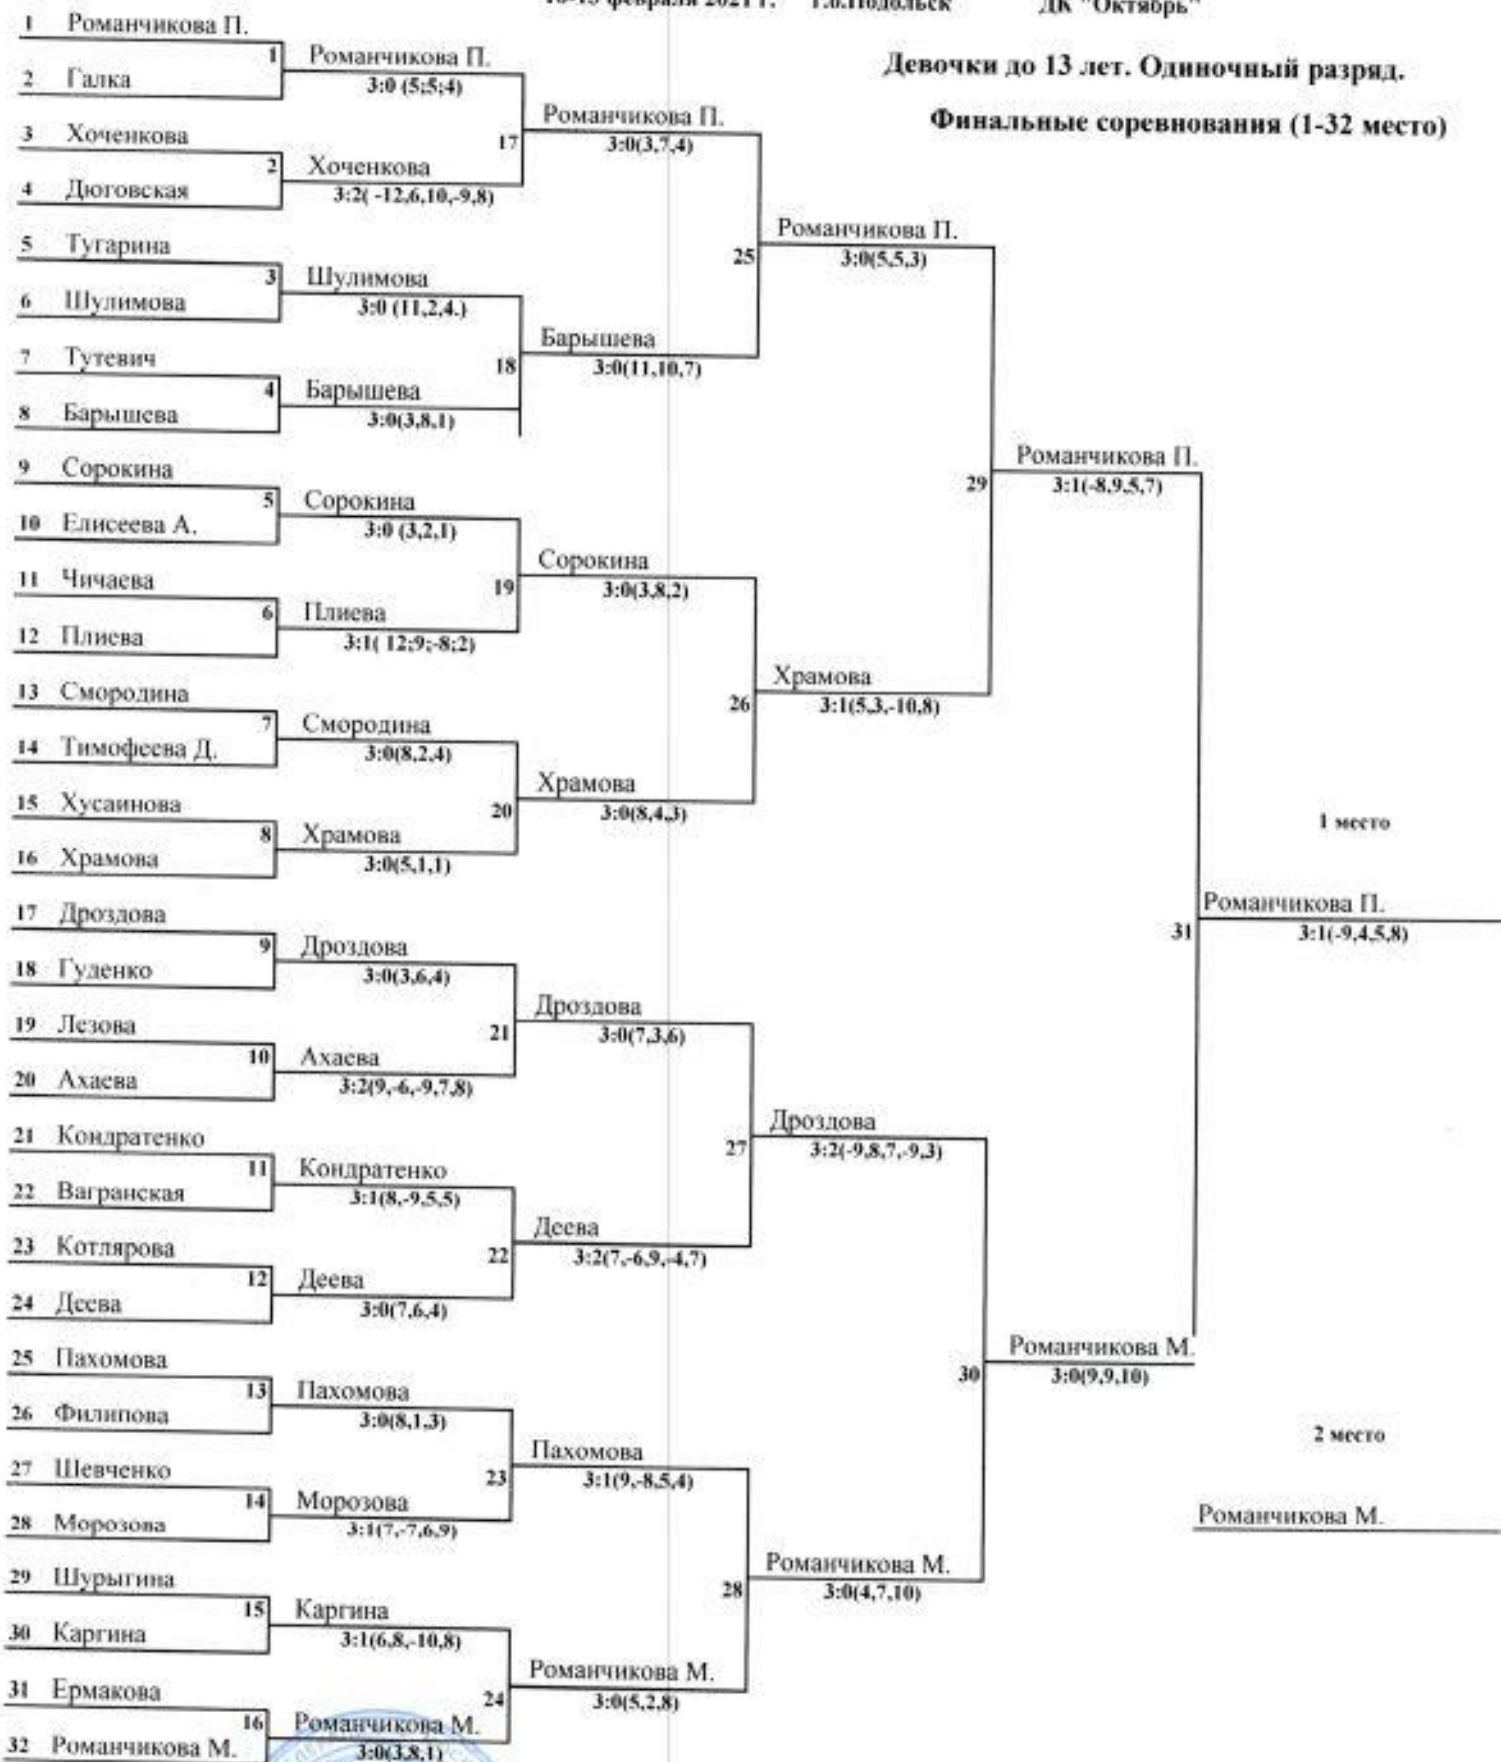 февраля 2021 г. г.о.Подольск ДК "Октябрь"
Девочки до 13 лет. Одиночный разряд.
Финальные соревнования (1-32 место)
1 Романчикова П.
1 Романчикова П.
2 Галка
3:0 (5;5;4)
Романчикова П.
3 Хоченкова
17
3:0(3,7,4)
2 Хоченкова
4 Дюговская
3:2( -12,6,10,-9,8)
Романчикова П.
5 Тугарина
25
3:0(5,5,3)
3 Шулимова
6 Шулимова
3:0 (11,2,4.)
Барышева
7 Тутевич
18
3:0(11,10,7)
4 Барышева
8 Барышева
3:0(3,8,1)
Романчикова П.
9 Сорокина
29
3:1(-8,9,5,7)
5 Сорокина
10 Елисеева А.
3:0 (3,2,1)
Сорокина
11 Чичаева
19
3:0(3,8,2)
6 Плиева
12 Плиева
3:1( 12;9;-8;2)
Храмова
13 Смородина
26
3:1(5,3,-10,8)
7 Смородина
14 Тимофеева Д.
3:0(8,2,4)
Храмова
15 Хусаинова
20
3:0(8,4,3)
1 место
8 Храмова
16 Храмова
3:0(5,1,1)
Романчикова П.
17 Дроздова
31
3:1(-9,4,5,8)
9 Дроздова
18 Гуденко
3:0(3,6,4)
Дроздова
19 Лезова
21
3:0(7,3,6)
10 Ахаева
20 Ахаева
3:2(9,-6,-9,7,8)
Дроздова
21 Кондратенко
27
3:2(-9,8,7,-9,3)
11 Кондратенко
22 Вагранская
3:1(8,-9,5,5)
Деева
23 Котлярова
22
3:2(7,-6,9,-4,7)
12 Деева
24 Деева
3:0(7,6,4)
Романчикова М.
25 Пахомова
30
3:0(9,9,10)
13 Пахомова
26 Филипова
3:0(8,1,3)
2 место
Пахомова
27 Шевченко
23
3:1(9,-8,5,4)
14 Морозова
28 Морозова
3:1(7,-7,6,9)
Романчикова М.
Романчикова М.
29 Шурыгина
28
3:0(4,7,10)
15 Каргина
30 Каргина
3:1(6,8,-10,8)
Романчикова М.
31 Ермакова
24
3:0(5,2,8)
16 Романчикова М.
32 Романчикова М.
3:0(3,8,1)